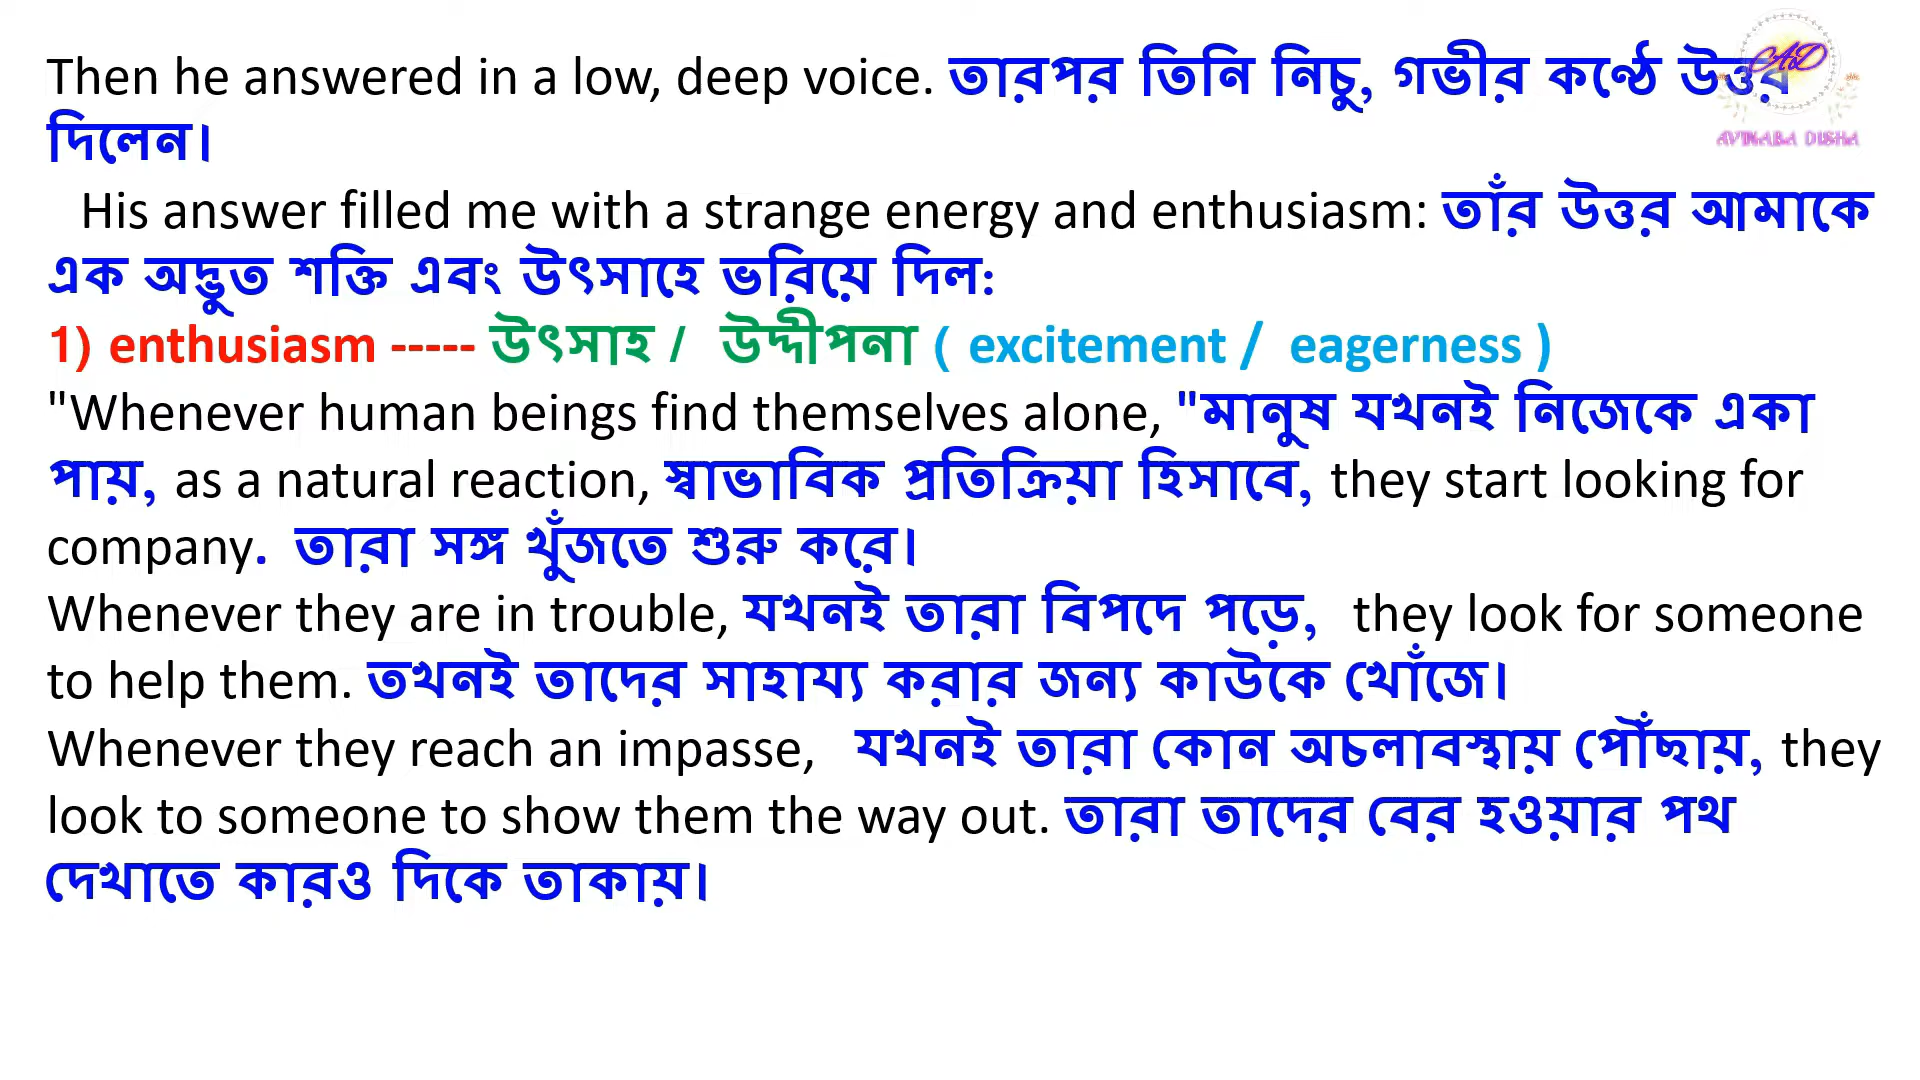 Then he answered in a low, deep voice. তারপর তিনি নিচু, গভীর কণ্ঠে উত্তর
দিলেন।
AD
AVINABA DISHA
His answer filled me with a strange energy and enthusiasm: তাঁর উত্তর আমাকে
এক অদ্ভুত শক্তি এবং উৎসাহে ভরিয়ে দিল:
1) enthusiasm ----- উৎসাহ / উদ্দীপনা ( excitement / eagerness )
"Whenever human beings find themselves alone, "মানুষ যখনই নিজেকে একা
পায়, as a natural reaction, স্বাভাবিক প্রতিক্রিয়া হিসাবে, they start looking for
company. তারা সঙ্গ খুঁজতে শুরু করে।
Whenever they are in trouble, যখনই তারা বিপদে পড়ে, they look for someone
to help them. তখনই তাদের সাহায্য করার জন্য কাউকে খোঁজে।
Whenever they reach an impasse, যখনই তারা কোন অচলাবস্থায় পৌঁছায়, they
look to someone to show them the way out. তারা তাদের বের হওয়ার পথ
দেখাতে কারও দিকে তাকায়।